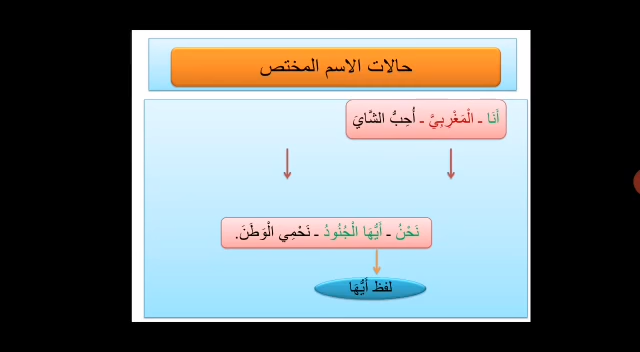 حالات الاسم المختص
أَنَا ـ الْمَغْرِبِيَّ ـ أُحِبُّ الشَّايَ
نَحْنُ ـ أَيُّهَا الْجُنُودُ ـ نَحْمِي الْوَطَنَ.
لفظ أَيُّهَا